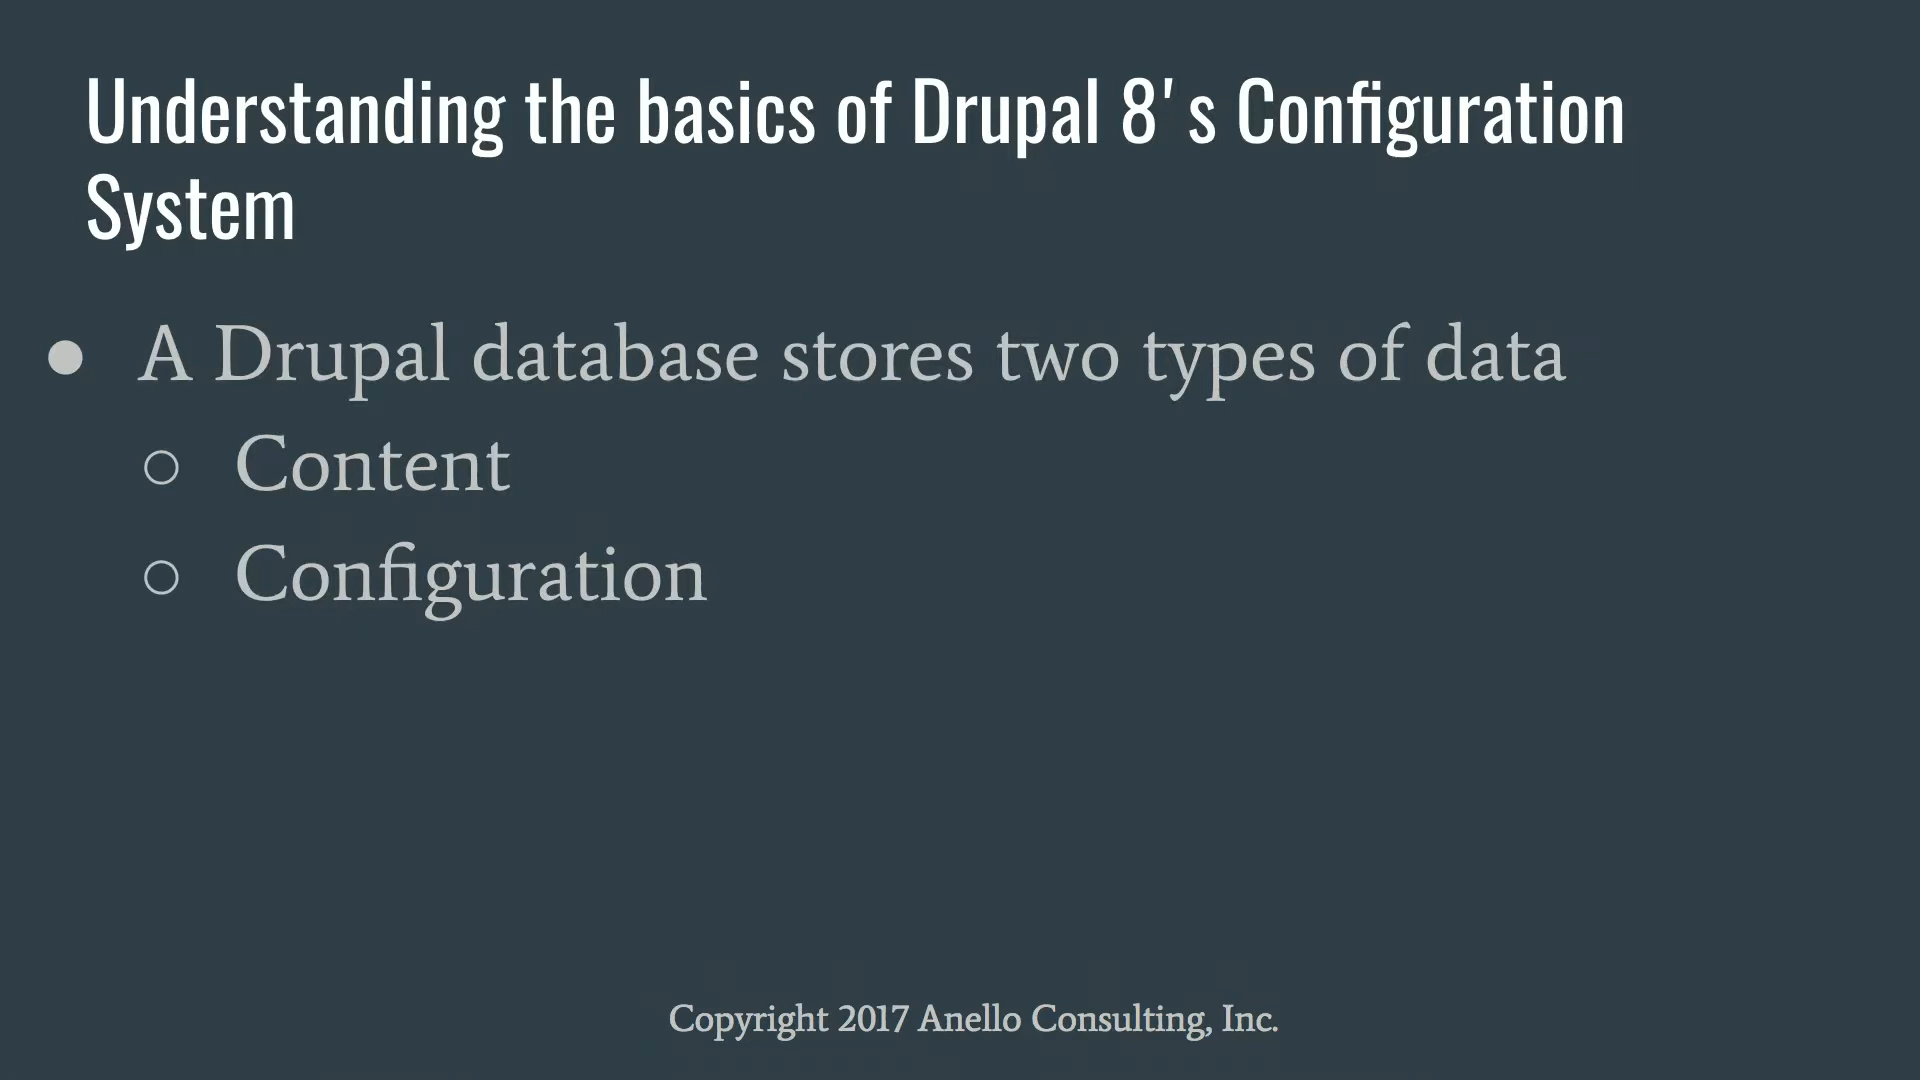 Understanding the basics of Drupal 8's Configuration
System
● A Drupal database stores two types of data
○ Content
○ Configuration
Copyright 2017 Anello Consulting, Inc.